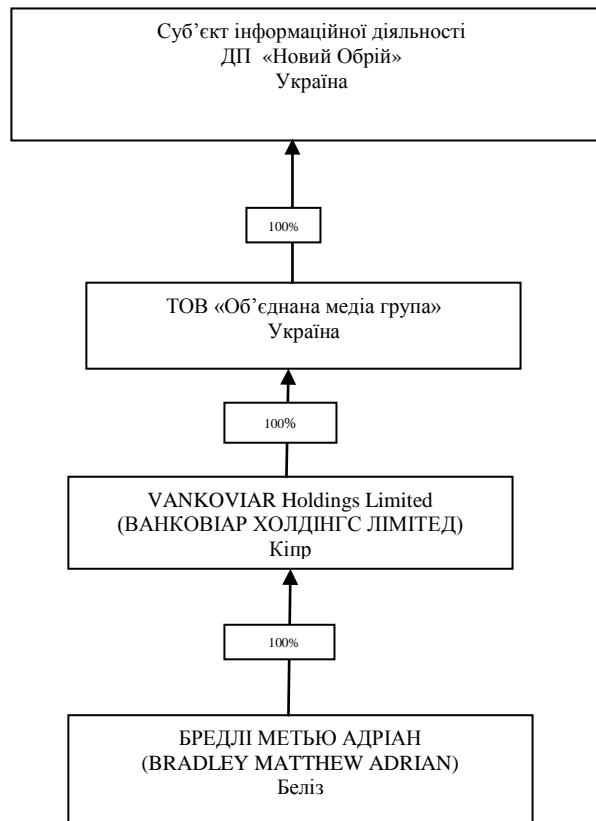 Суб’єкт інформаційної діяльності
ДП «Новий Обрій»
Україна
100%
ТОВ «Об’єднана медіа група»
Україна
100%
VANKOVIAR Holdings Limited
(ВАНКОВІАР ХОЛДІНГС ЛІМІТЕД)
Кіпр
100%
БРЕДЛІ МЕТЬЮ АДРІАН
(BRADLEY MATTHEW ADRIAN)
Беліз